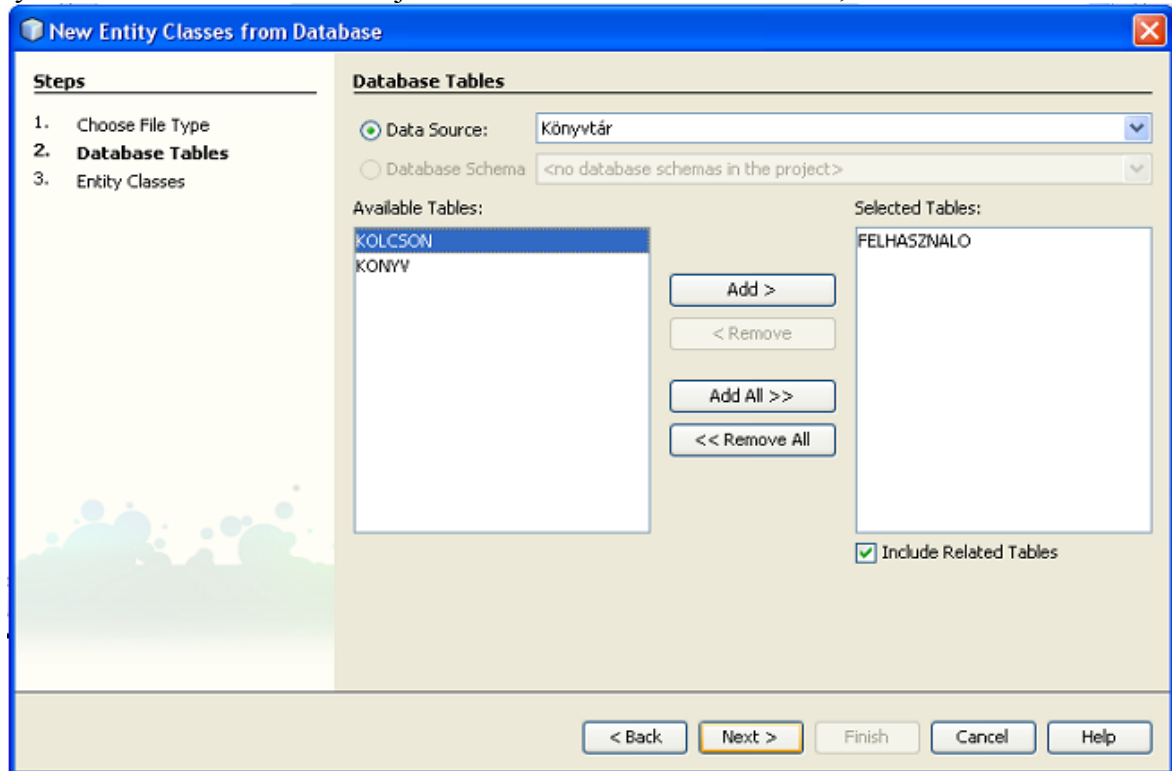 New Entity Classes from Database
Steps
1. Choose File Type
2. Database Tables
3. Entity Classes
Database Tables
Data Source: Könyvtár
Database Schema <no database schemas in the project>
Available Tables:
KOLCSON
KONYV
Add >
< Remove
Add All >>
<< Remove All
Selected Tables:
FELHASZNALO
Include Related Tables
< Back Next > Finish Cancel Help